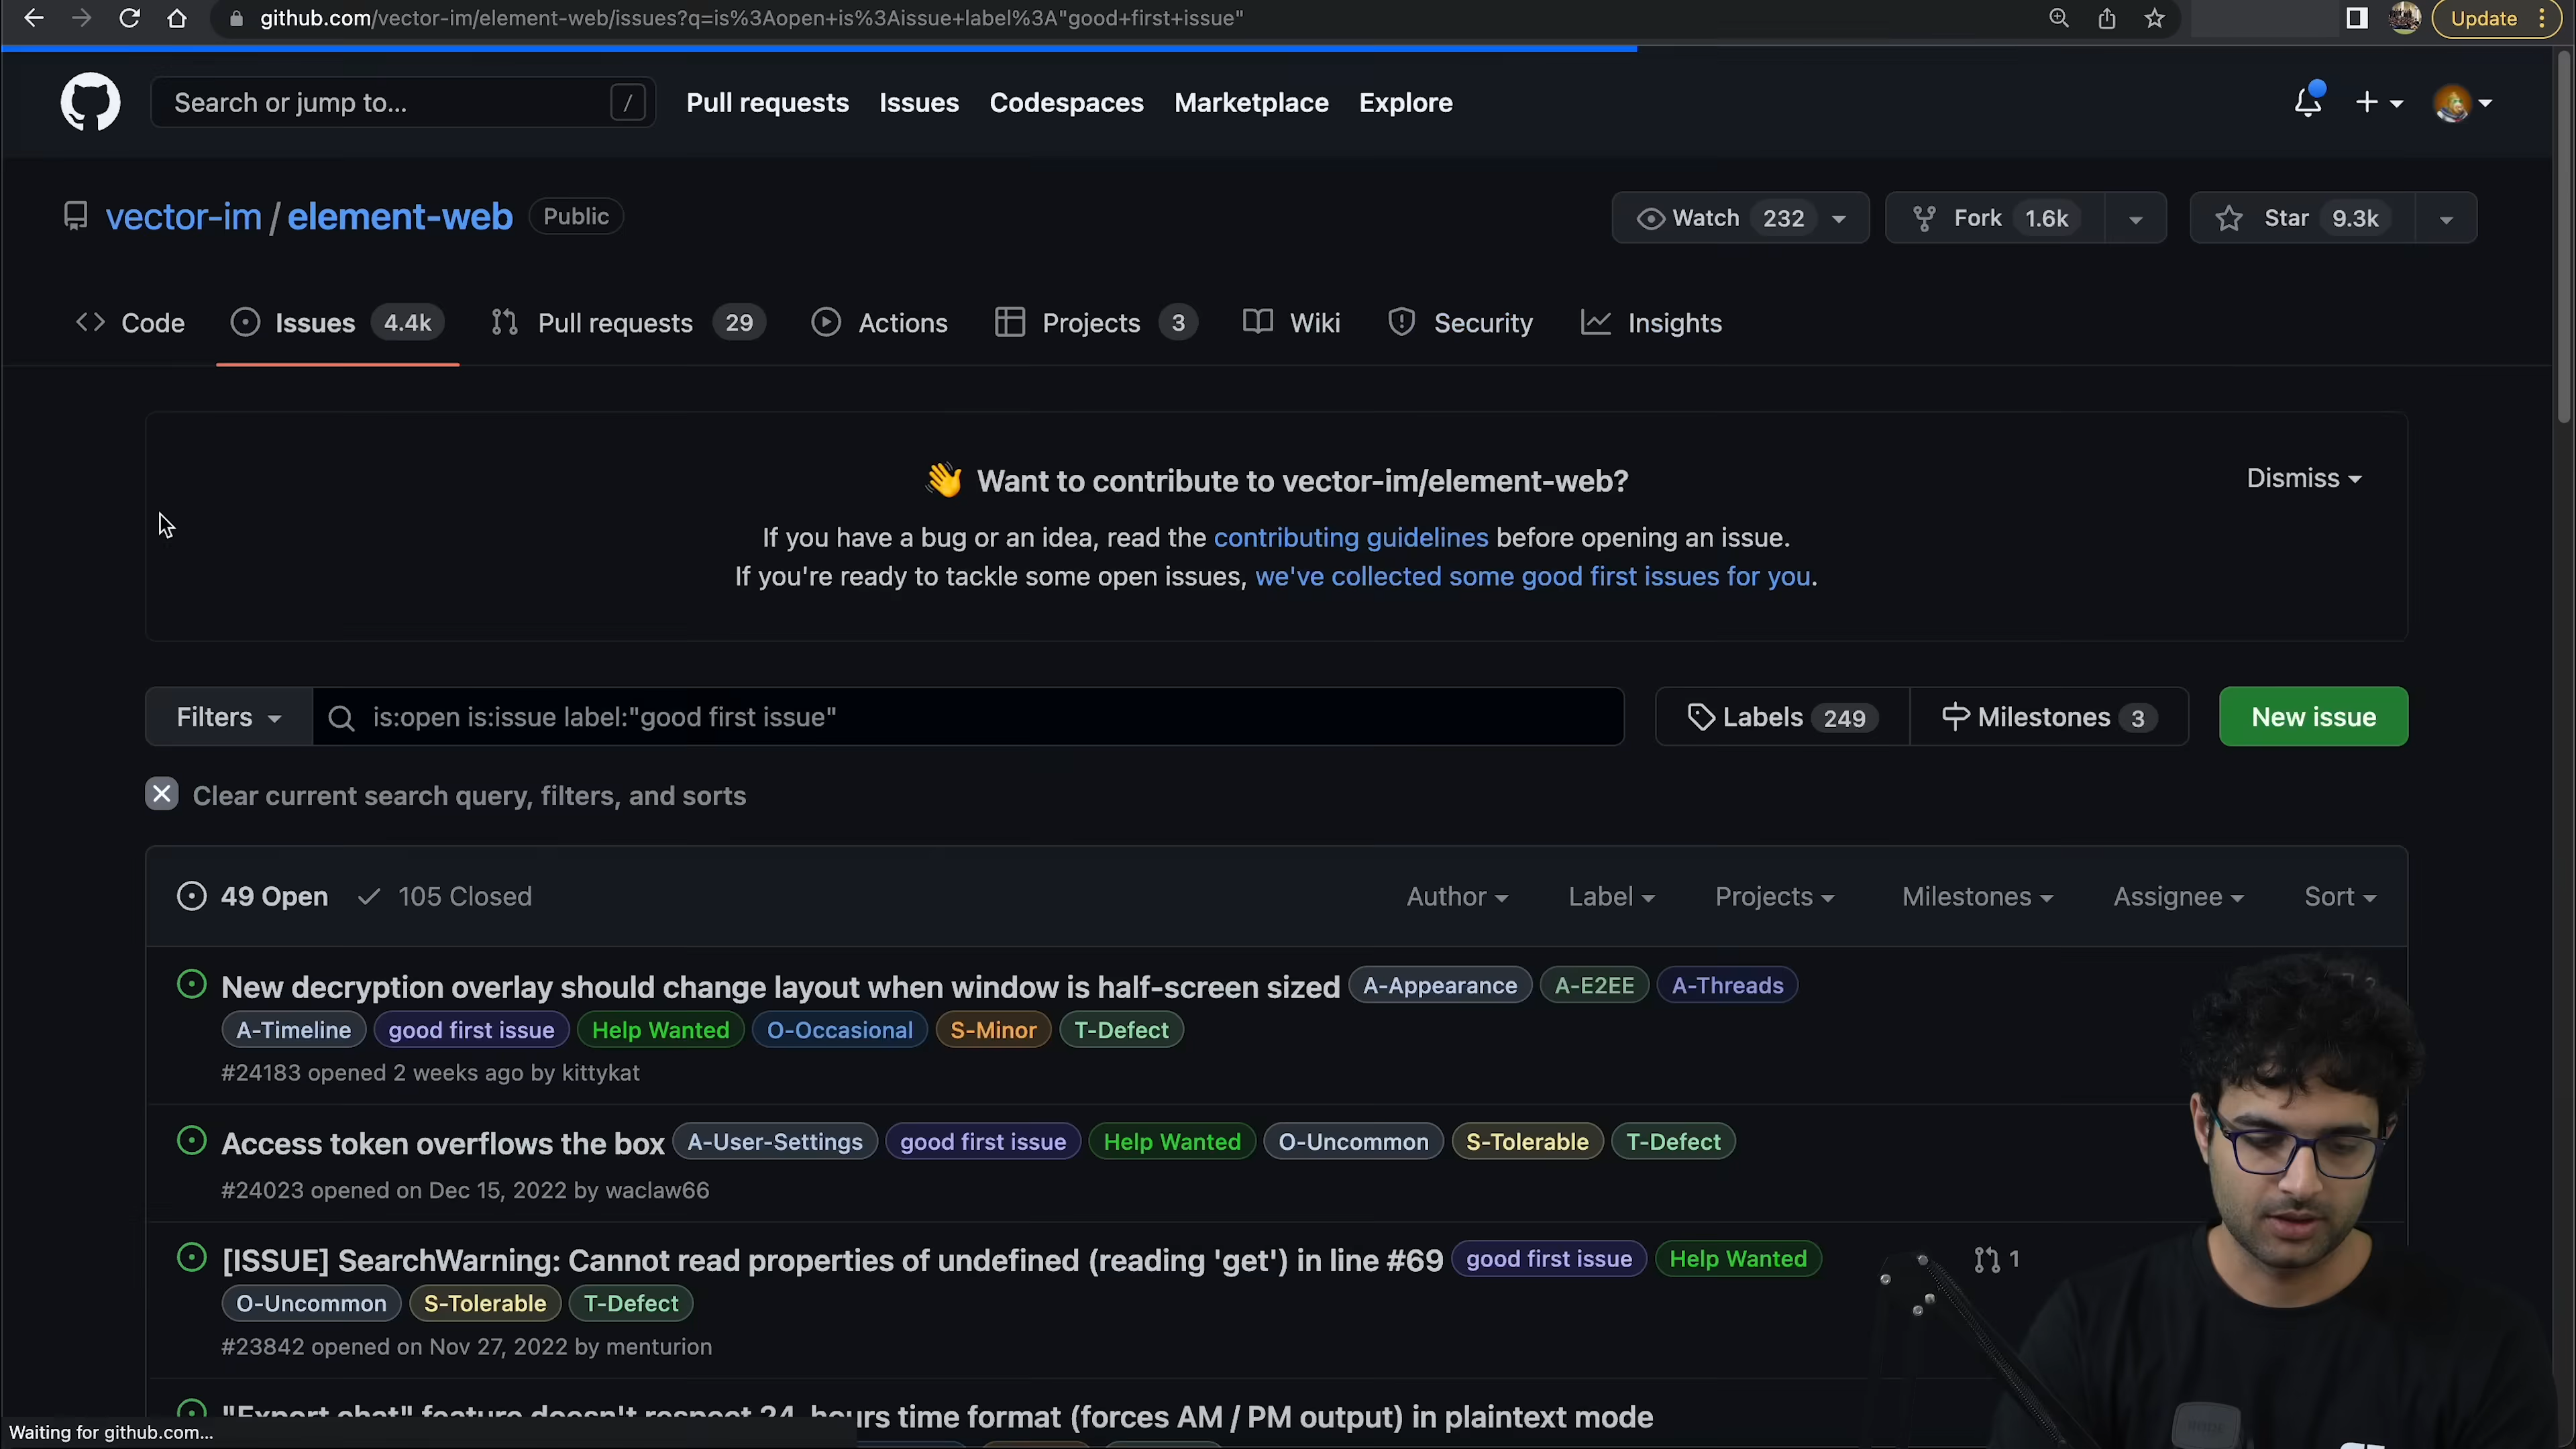 github.com/vector-im/element-web/issues?q=is%3Aopen+is%3Aissue+label%3A"good+first+issue"
Update
Search or jump to...
/
Pull requests
Issues
Codespaces
Marketplace
Explore
vector-im / element-web
Public
Watch 232
Fork 1.6k
Star 9.3k
Code
Issues 4.4k
Pull requests 29
Actions
Projects 3
Wiki
Security
Insights
👋 Want to contribute to vector-im/element-web?
Dismiss
If you have a bug or an idea, read the contributing guidelines before opening an issue.
If you're ready to tackle some open issues, we've collected some good first issues for you.
Filters
is:open is:issue label:"good first issue"
Labels 249
Milestones 3
New issue
Clear current search query, filters, and sorts
49 Open
105 Closed
Author
Label
Projects
Milestones
Assignee
Sort
New decryption overlay should change layout when window is half-screen sized A-Appearance A-E2EE A-Threads
A-Timeline good first issue Help Wanted O-Occasional S-Minor T-Defect
#24183 opened 2 weeks ago by kittykat
Access token overflows the box A-User-Settings good first issue Help Wanted O-Uncommon S-Tolerable T-Defect
#24023 opened on Dec 15, 2022 by waclaw66
[ISSUE] SearchWarning: Cannot read properties of undefined (reading 'get') in line #69 good first issue Help Wanted
1
O-Uncommon S-Tolerable T-Defect
#23842 opened on Nov 27, 2022 by menturion
"Export chat" feature doesn't respect 24-hours time format (forces AM / PM output) in plaintext mode
Waiting for github.com...